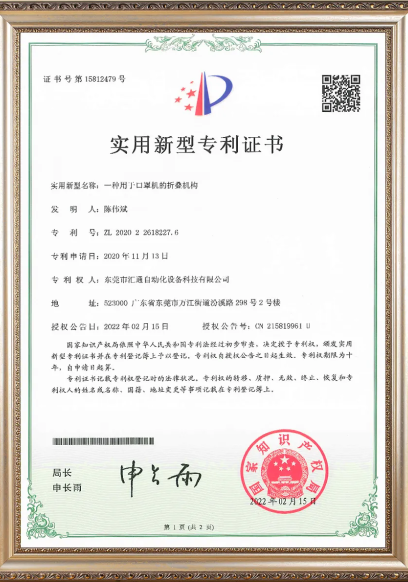 证书号第15812479号
实用新型专利证书
实用新型名称：一种用于口罩机的折叠机构
发 明 人：陈伟斌
专 利 号：ZL 2020 2 2618227.6
专利申请日：2020年11月13日
专 利 权 人：东莞市汇通自动化设备科技有限公司
地 址：523000 广东省东莞市万江街道汾溪路298号2号楼
授权公告日：2022年02月15日 授权公告号：CN 215819961 U
国家知识产权局依照中华人民共和国专利法经过初步审查，决定授予专利权，颁发实用
新型专利证书并在专利登记簿上予以登记。专利权自授权公告之日起生效。专利权期限为十
年，自申请日起算。
专利证书记载专利权登记时的法律状况。专利权的转移、质押、无效、终止、恢复和专
利权人的姓名或名称、国籍、地址变更等事项记载在专利登记簿上。
局长
申长雨
申长雨
国家知识产权局
2022年02月15日
第 1 页 (共 2 页)